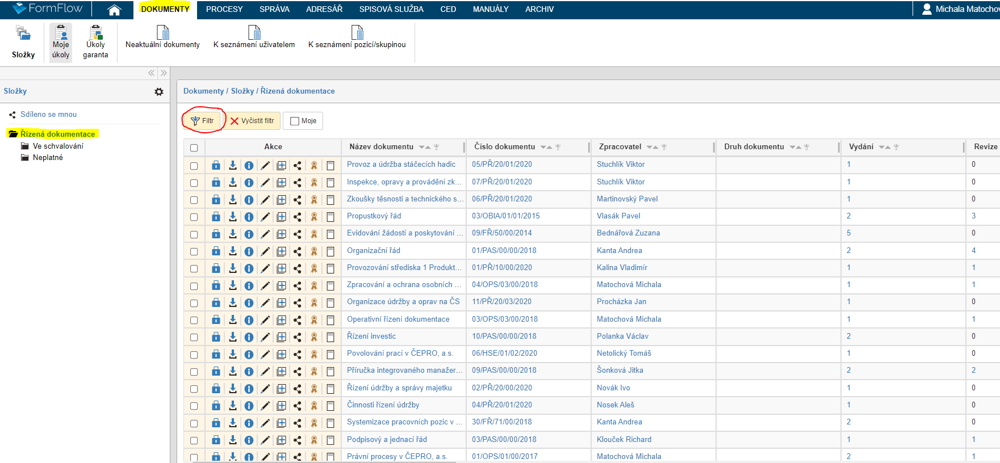 FormFlow DOKUMENTY PROCESY SPRÁVA ADRESÁŘ SPISOVÁ SLUŽBA CED MANUÁLY ARCHIV Michala Matochov
Složky
Moje úkoly
Úkoly garanta
Neaktuální dokumenty
K seznámení uživatelem
K seznámení pozicí/skupinou
Složky
Sdíleno se mnou
Řízená dokumentace
Ve schvalování
Neplatné
Dokumenty / Složky / Řízená dokumentace
Filtr Vyčistit filtr Moje
Akce Název dokumentu Číslo dokumentu Zpracovatel Druh dokumentu Vydání Revize
Provoz a údržba stáčecích hadic 05/PŘ/20/01/2020 Stuchlík Viktor 1 0
Inspekce, opravy a provádění zk... 07/PŘ/20/01/2020 Stuchlík Viktor 1 0
Zkoušky těsnosti a technického s... 06/PŘ/20/01/2020 Martinovský Pavel 1 0
Propustkový řád 03/OBIA/01/01/2015 Vlasák Pavel 2 3
Evidování žádostí a poskytování ... 09/FŘ/50/00/2014 Bednářová Zuzana 5 0
Organizační řád 01/PAS/00/00/2018 Kanta Andrea 2 4
Provozování střediska 1 Produkt... 01/PŘ/10/00/2020 Kalina Vladimír 1 1
Zpracování a ochrana osobních ... 04/OPS/03/00/2018 Matochová Michala 1 1
Organizace údržby a oprav na ČS 11/PŘ/20/03/2020 Procházka Jan 1 0
Operativní řízení dokumentace 03/OPS/03/00/2018 Matochová Michala 1 1
Řízení investic 10/PAS/00/00/2018 Polanka Václav 2 0
Povolování prací v ČEPRO, a.s. 06/HSE/01/02/2020 Netolický Tomáš 1 0
Příručka integrovaného manažer... 09/PAS/00/00/2018 Šonková Jitka 2 2
Řízení údržby a správy majetku 02/PŘ/20/00/2020 Novák Ivo 1 0
Činnosti řízení údržby 04/PŘ/20/01/2020 Nosek Aleš 1 0
Systemizace pracovních pozic v ... 30/FŘ/71/00/2018 Kanta Andrea 2 0
Podpisový a jednací řád 03/PAS/00/00/2018 Klouček Richard 1 1
Právní procesy v ČEPRO, a.s. 01/OPS/01/00/2017 Matochová Michala 2 1